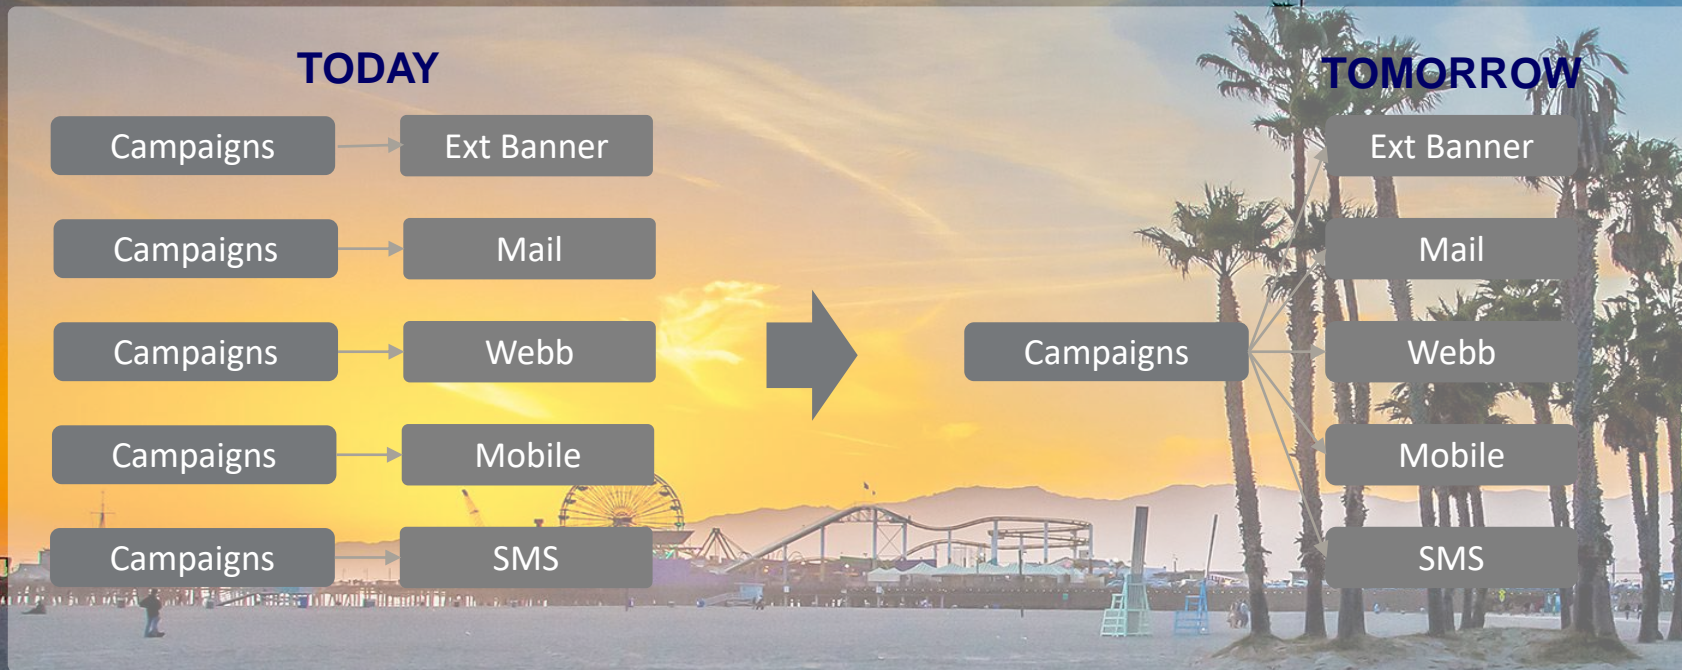 TODAY
Campaigns
Ext Banner
Campaigns
Mail
Campaigns
Webb
Campaigns
Mobile
Campaigns
SMS
TOMORROW
Campaigns
Ext Banner
Mail
Webb
Mobile
SMS